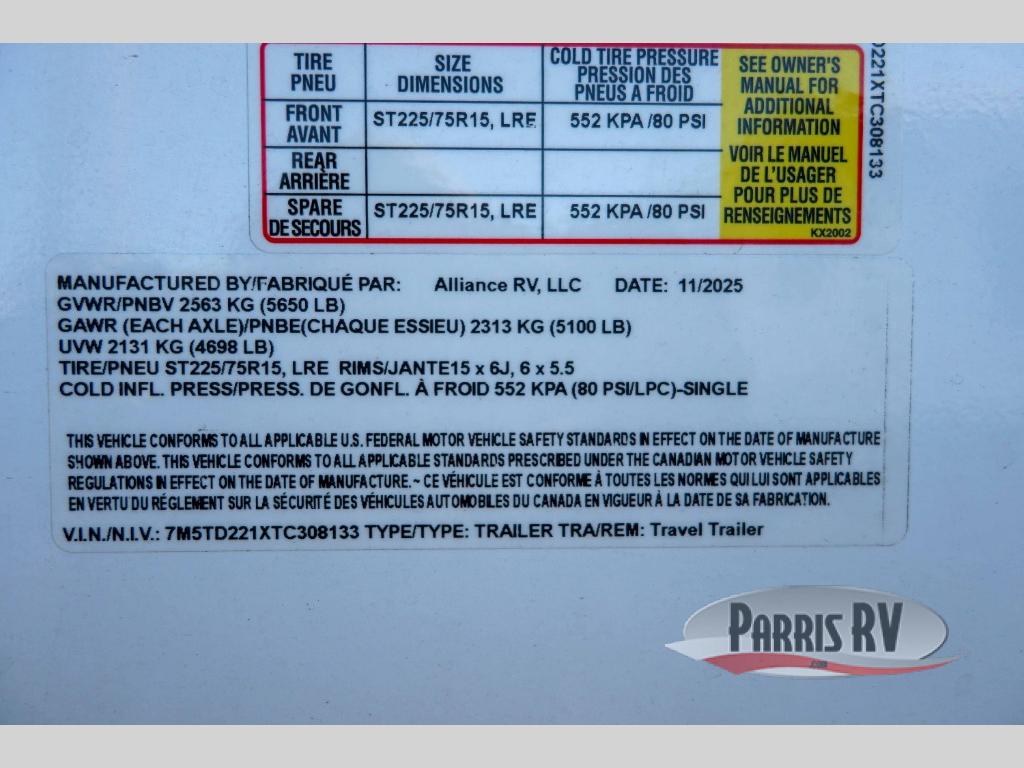 TIRE SIZE COLD TIRE PRESSURE
PNEU DIMENSIONS PRESSION DES
PNEUS A FROID
FRONT ST225/75R15, LRE 552 KPA /80 PSI
AVANT
REAR
ARRIÈRE
SPARE ST225/75R15, LRE 552 KPA /80 PSI
DE SECOURS
SEE OWNER'S
MANUAL FOR
ADDITIONAL
INFORMATION
VOIR LE MANUEL
DE L'USAGER
POUR PLUS DE
RENSEIGNEMENTS
KX2002
221XTC308133
MANUFACTURED BY/FABRIQUÉ PAR: Alliance RV, LLC DATE: 11/2025
GVWR/PNBV 2563 KG (5650 LB)
GAWR (EACH AXLE)/PNBE(CHAQUE ESSIEU) 2313 KG (5100 LB)
UVW 2131 KG (4698 LB)
TIRE/PNEU ST225/75R15, LRE RIMS/JANTE15 x 6J, 6 x 5.5
COLD INFL. PRESS/PRESS. DE GONFL. À FROID 552 KPA (80 PSI/LPC)-SINGLE
THIS VEHICLE CONFORMS TO ALL APPLICABLE U.S. FEDERAL MOTOR VEHICLE SAFETY STANDARDS IN EFFECT ON THE DATE OF MANUFACTURE
SHOWN ABOVE. THIS VEHICLE CONFORMS TO ALL APPLICABLE STANDARDS PRESCRIBED UNDER THE CANADIAN MOTOR VEHICLE SAFETY
REGULATIONS IN EFFECT ON THE DATE OF MANUFACTURE. ~ CE VÉHICULE EST CONFORME À TOUTES LES NORMES QUI LUI SONT APPLICABLES
EN VERTU DU RÉGLEMENT SUR LA SÉCURITÉ DES VÉHICULES AUTOMOBILES DU CANADA EN VIGUEUR À LA DATE DE SA FABRICATION.
V.I.N./N.I.V.: 7M5TD221XTC308133 TYPE/TYPE: TRAILER TRA/REM: Travel Trailer
PARRIS RV
.com